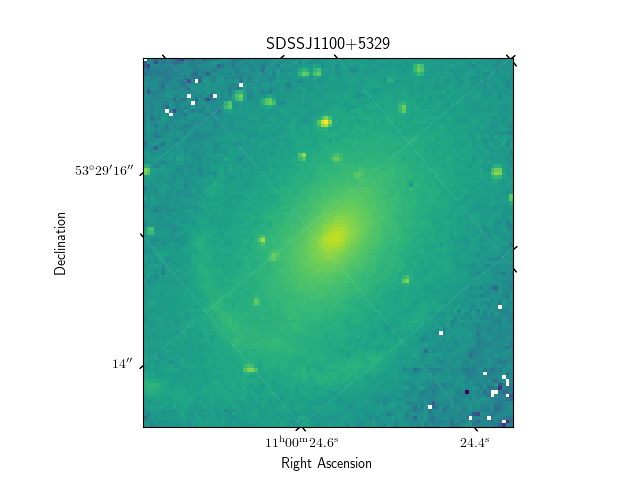 SDSSJ1100+5329
53°29′16″
Declination
14″
11ʰ00ᵐ24.6ˢ
24.4ˢ
Right Ascension